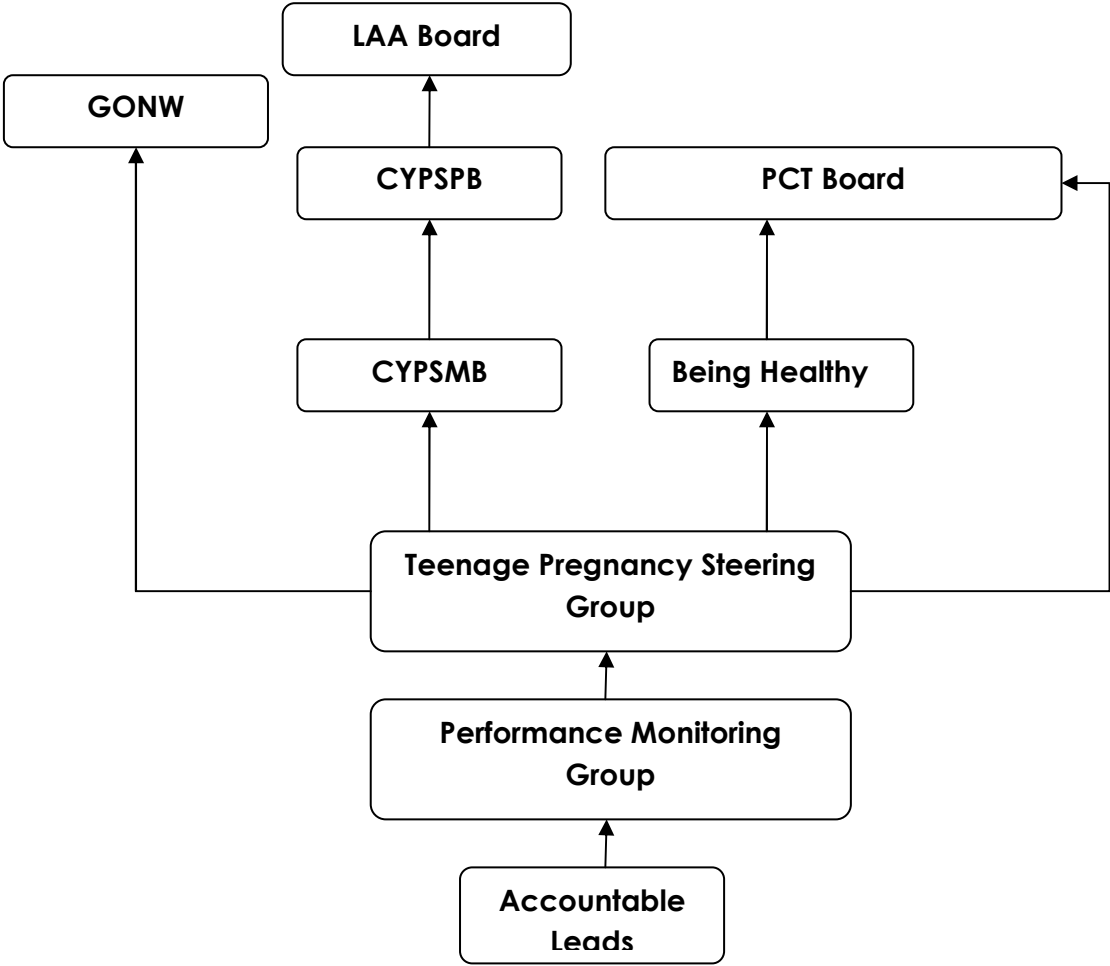 LAA Board
GONW
CYPSPB
PCT Board
CYPSMB
Being Healthy
Teenage Pregnancy Steering
Group
Performance Monitoring
Group
Accountable
Leads